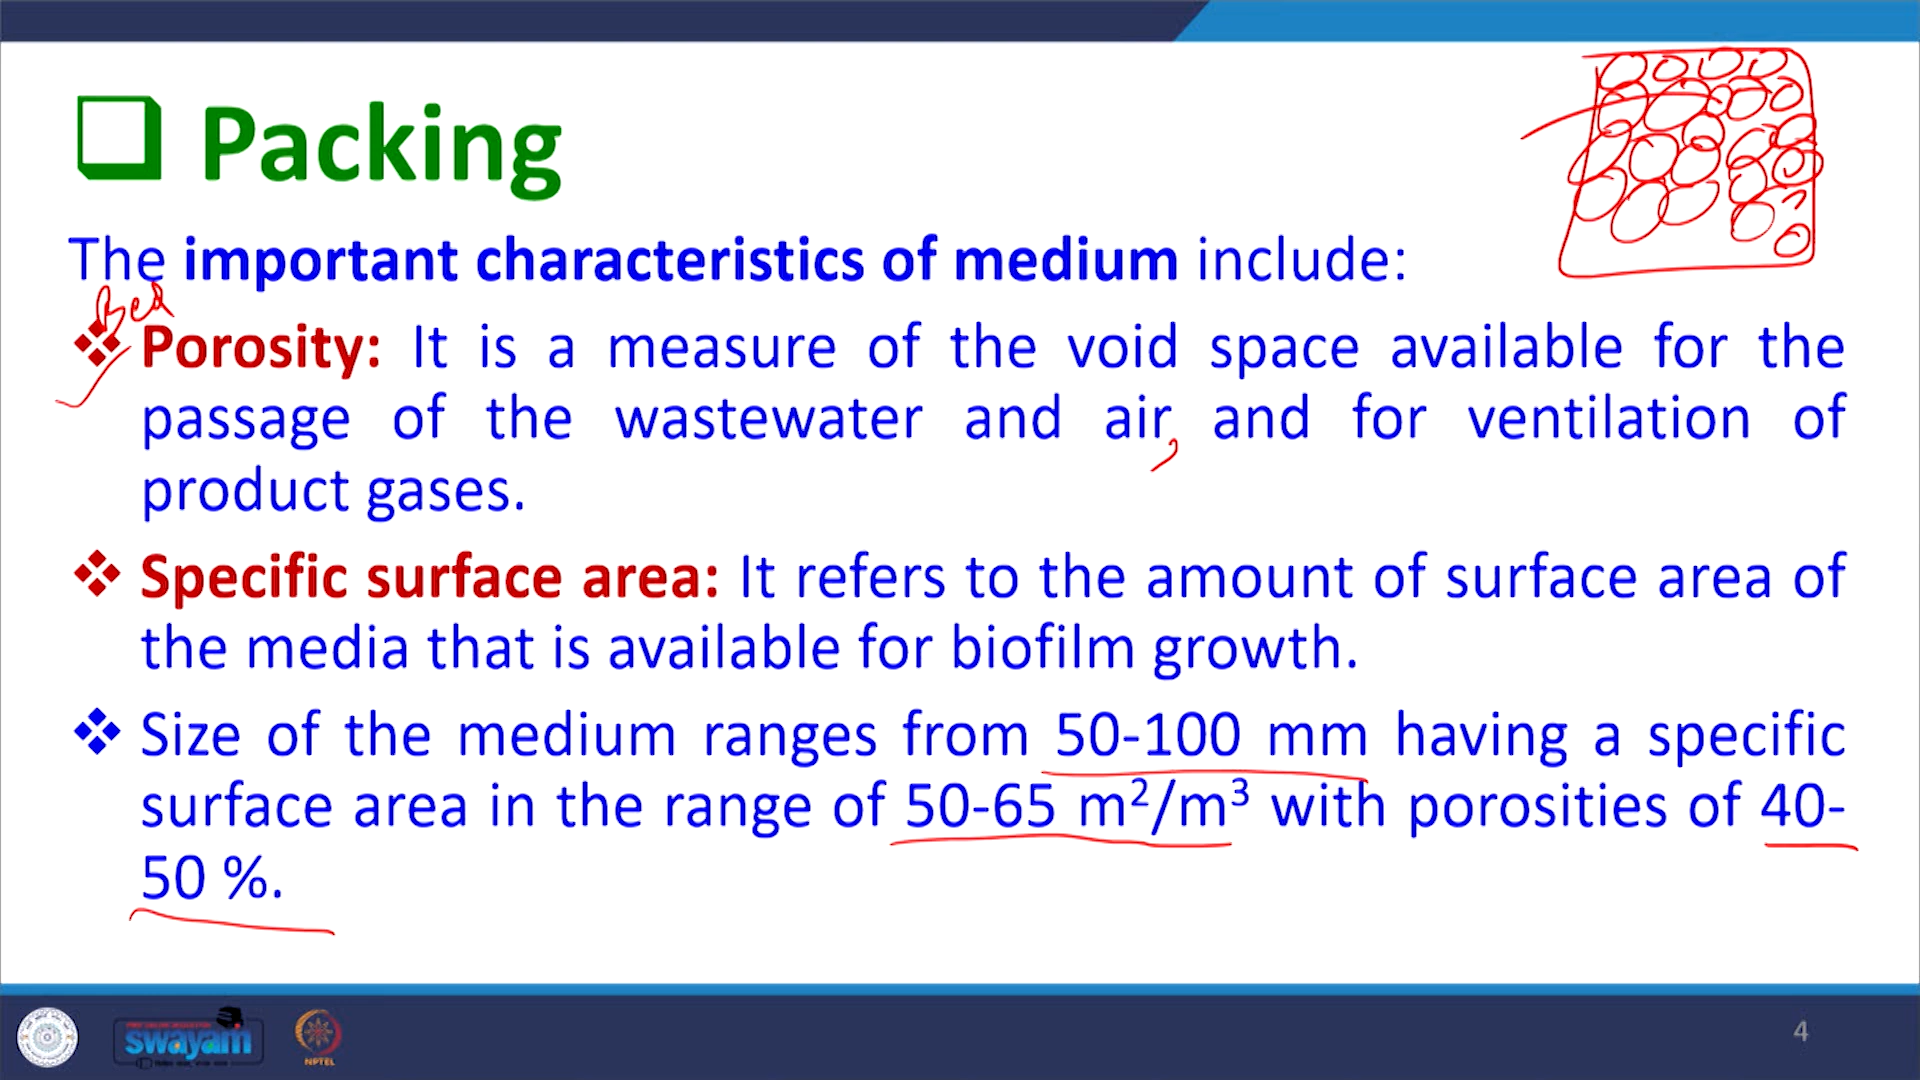 Packing
The important characteristics of medium include:
Bed
Porosity: It is a measure of the void space available for the
passage of the wastewater and air, and for ventilation of
product gases.
Specific surface area: It refers to the amount of surface area of
the media that is available for biofilm growth.
Size of the medium ranges from 50-100 mm having a specific
surface area in the range of 50-65 m²/m³ with porosities of 40-
50 %.
swayam
NPTEL
4